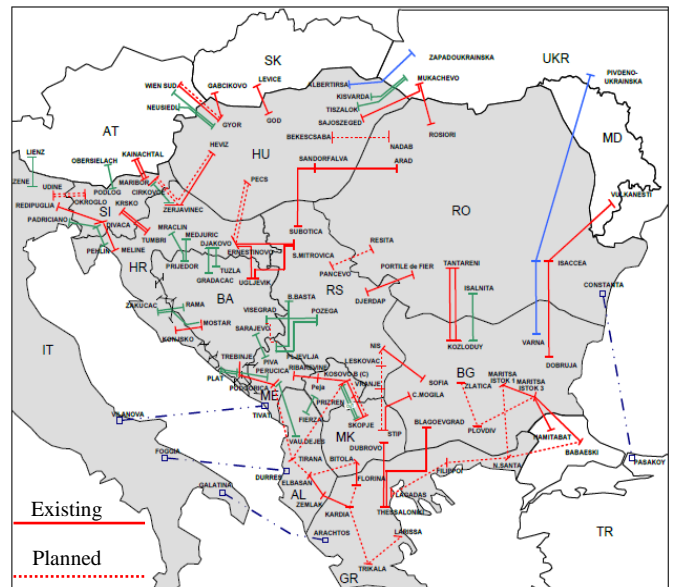 SK
UKR
ZAPADOUKRAINSKA
LEVICE
WIEN SUD
GABCIKOVO
ALBERTIRSA
MUKACHEVO
PIVDENO-
UKRAINSKA
KISVARDA
NEUSIEDL
TISZALOK
GOD
SAJOSZEGED
GYOR
ROSIORI
AT
BEKESCSABA
MD
HEVIZ
NADAB
LIENZ
OBERSIELACH
KAINACHTAL
HU
SANDORFALVA
ARAD
ZENE
UDINE
MARIBOR
PECS
PODLOG
CIRKOVCE
VULKANESTI
OKROGLO
KRSKO
REDIPUGLIA
SI
ZERJAVINEC
RO
PADRICIANO
DIVACA
MRACLIN
SUBOTICA
TUMBRI
MEDJURIC
RESITA
PEHLIN
MELINE
DJAKOVO
ERNESTINOVO
S.MITROVICA
TANTARENI
ISACCEA
HR
PRIJEDOR
TUZLA
PANCEVO
PORTILE de FIER
GRADACAC
UGLJEVIK
ISALNITA
CONSTANTA
BA
RS
B.BASTA
DJERDAP
ZAKUCAC
RAMA
VISEGRAD
POZEGA
MOSTAR
SARAJEVO
KONJSKO
NIS
KOZLODUY
VARNA
IT
PIVA
PLJEVLJA
LESKOVAC
DOBRUJA
TREBINJE
RIBAREVINE
PERUCICA
KOSOVO B (C)
BG
MARITSA
ISTOK 1
MARITSA
ISTOK 3
PLAT
PODGORICA
Peja
VRANJE
SOFIA
ZLATICA
ME
PRIZREN
C.MOGILA
TIVAT
VILANOVA
FIERZA
SKOPJE
BLAGOEVGRAD
PLOVDIV
HAMITABAT
VAU DEJES
MK
STIP
DUBROVO
BABAESKI
FOGGIA
TIRANA
BITOLA
PASAKOY
DURRES
ELBASAN
FLORINA
FILIPPOI
N.SANTA
GALATINA
AL
ZEMLAK
LAGADAS
Existing
KARDIA
THESSALONIKI
TR
ARACHTOS
LARISSA
Planned
TRIKALA
GR